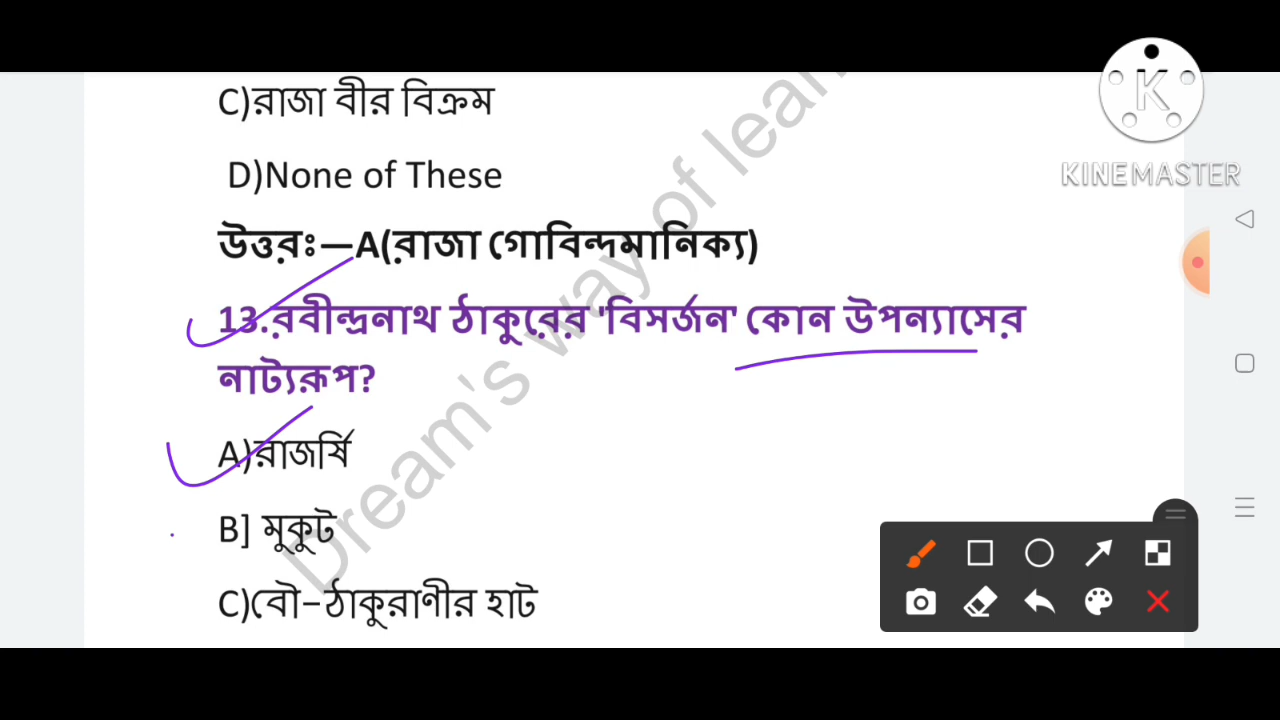 C)রাজা বীর বিক্রম
D)None of These
উত্তরঃ—A(রাজা গোবিন্দমানিক্য)
13.রবীন্দ্রনাথ ঠাকুরের 'বিসর্জন' কোন উপন্যাসের
নাট্যরূপ?
A)রাজর্ষি
B] মুকুট
C)বৌ–ঠাকুরাণীর হাট
Dream's way of lear
K
KINEMASTER